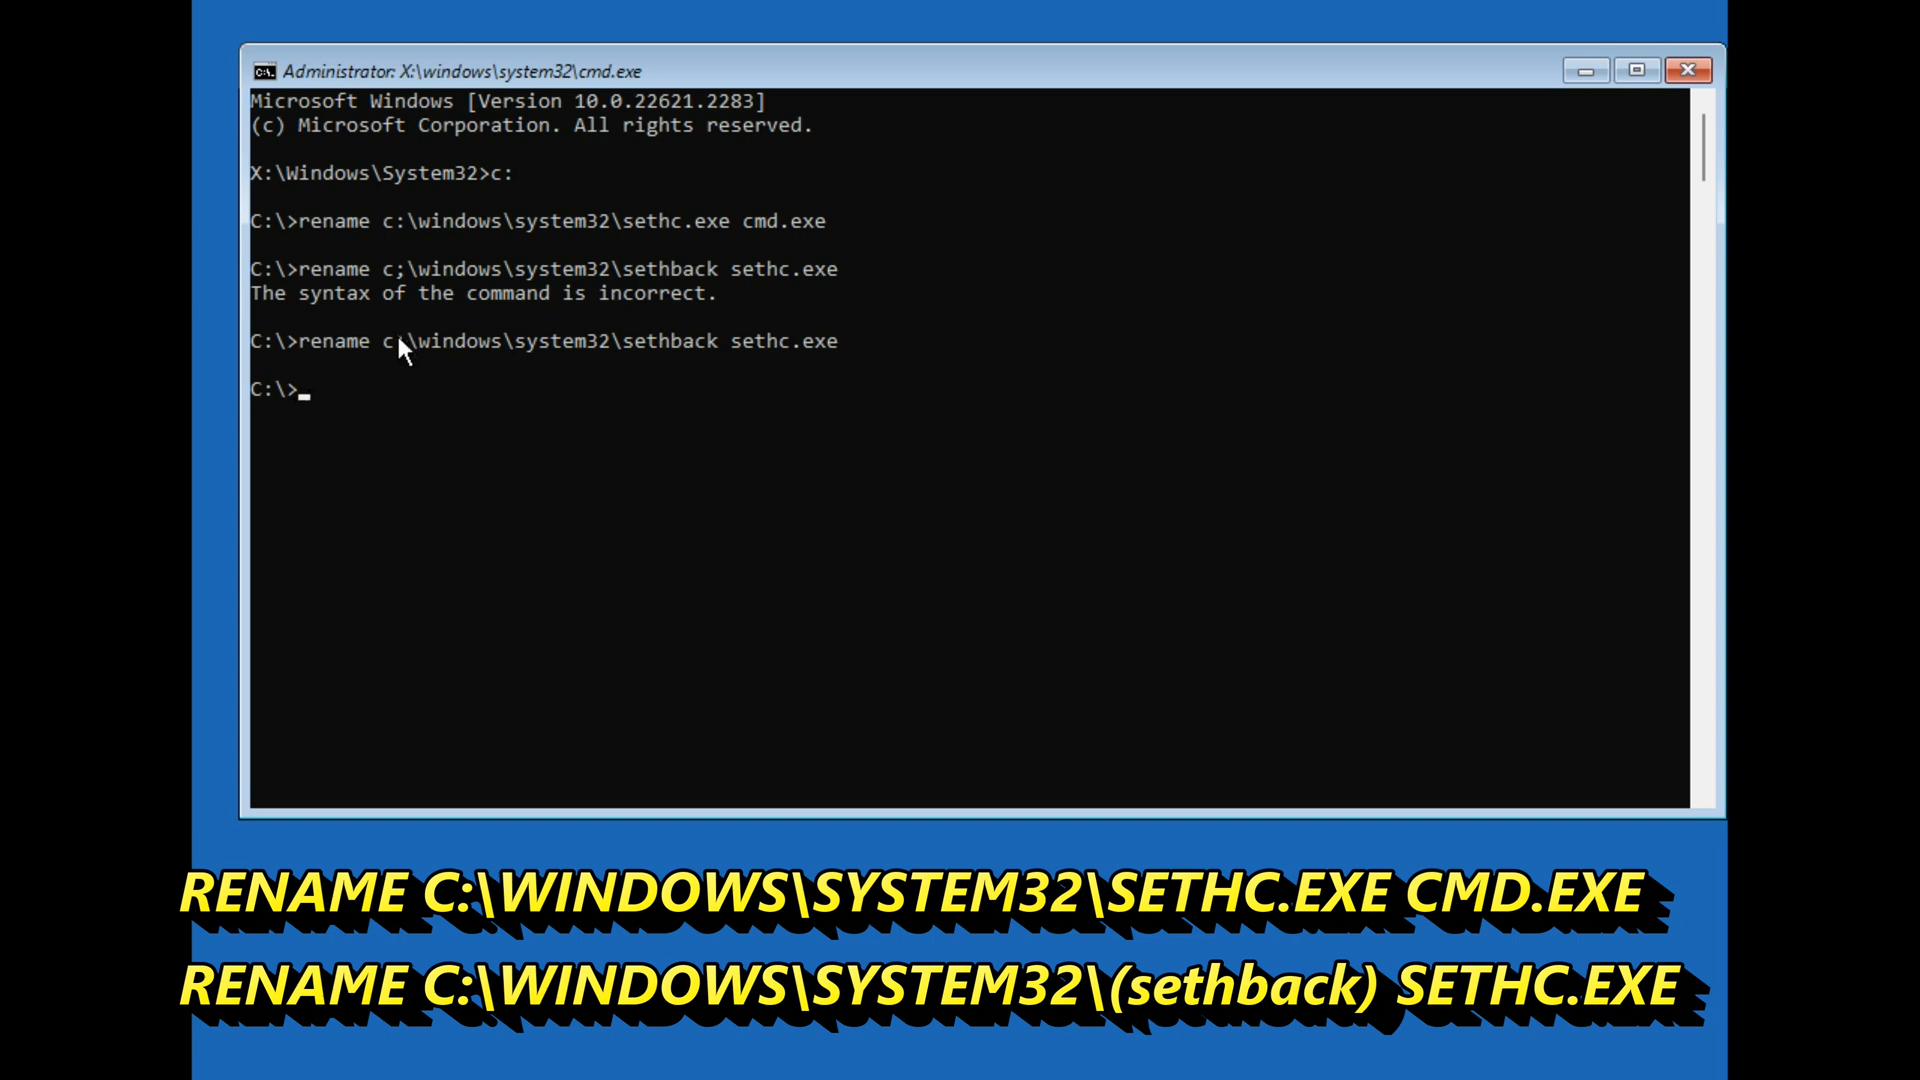 Administrator: X:\windows\system32\cmd.exe
Microsoft Windows [Version 10.0.22621.2283]
(c) Microsoft Corporation. All rights reserved.
X:\Windows\System32>c:
C:\>rename c:\windows\system32\sethc.exe cmd.exe
C:\>rename c;\windows\system32\sethback sethc.exe
The syntax of the command is incorrect.
C:\>rename c:\windows\system32\sethback sethc.exe
C:\>
RENAME C:\WINDOWS\SYSTEM32\SETHC.EXE CMD.EXE
RENAME C:\WINDOWS\SYSTEM32\(sethback) SETHC.EXE